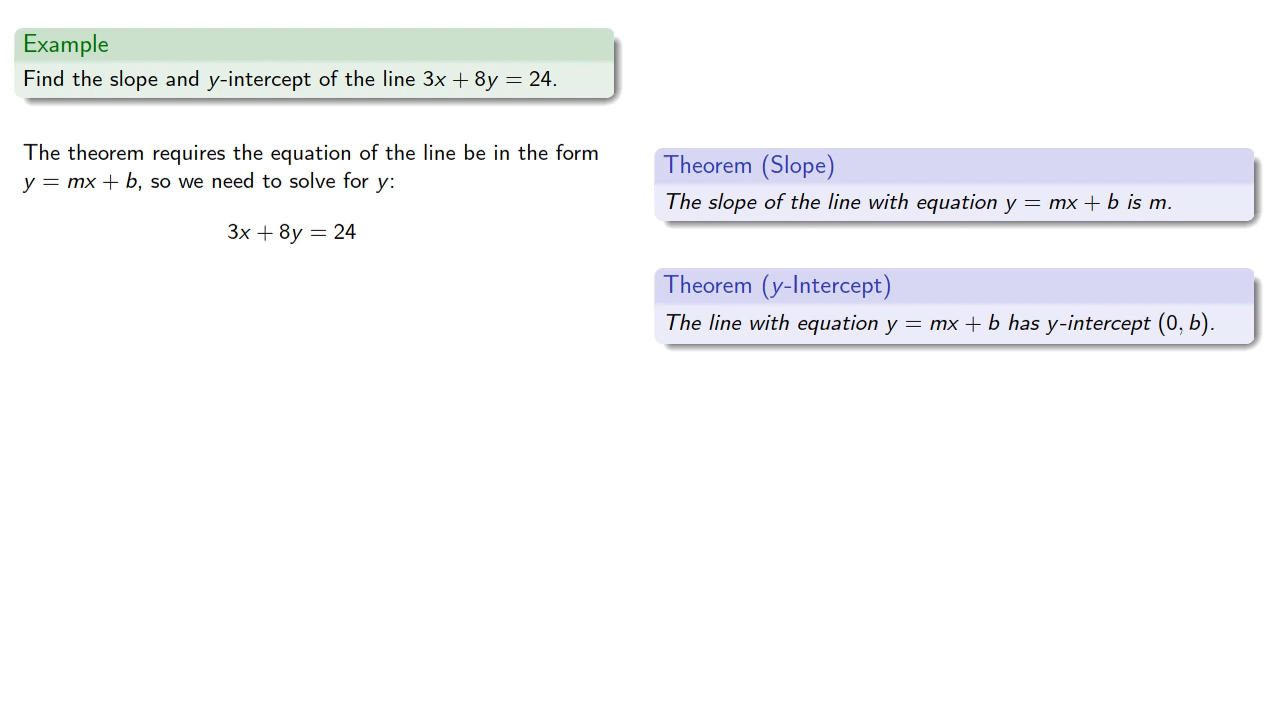 Example
Find the slope and y-intercept of the line 3x + 8y = 24.
The theorem requires the equation of the line be in the form
y = mx + b, so we need to solve for y:
3x + 8y = 24
Theorem (Slope)
The slope of the line with equation y = mx + b is m.
Theorem (y-Intercept)
The line with equation y = mx + b has y-intercept (0, b).